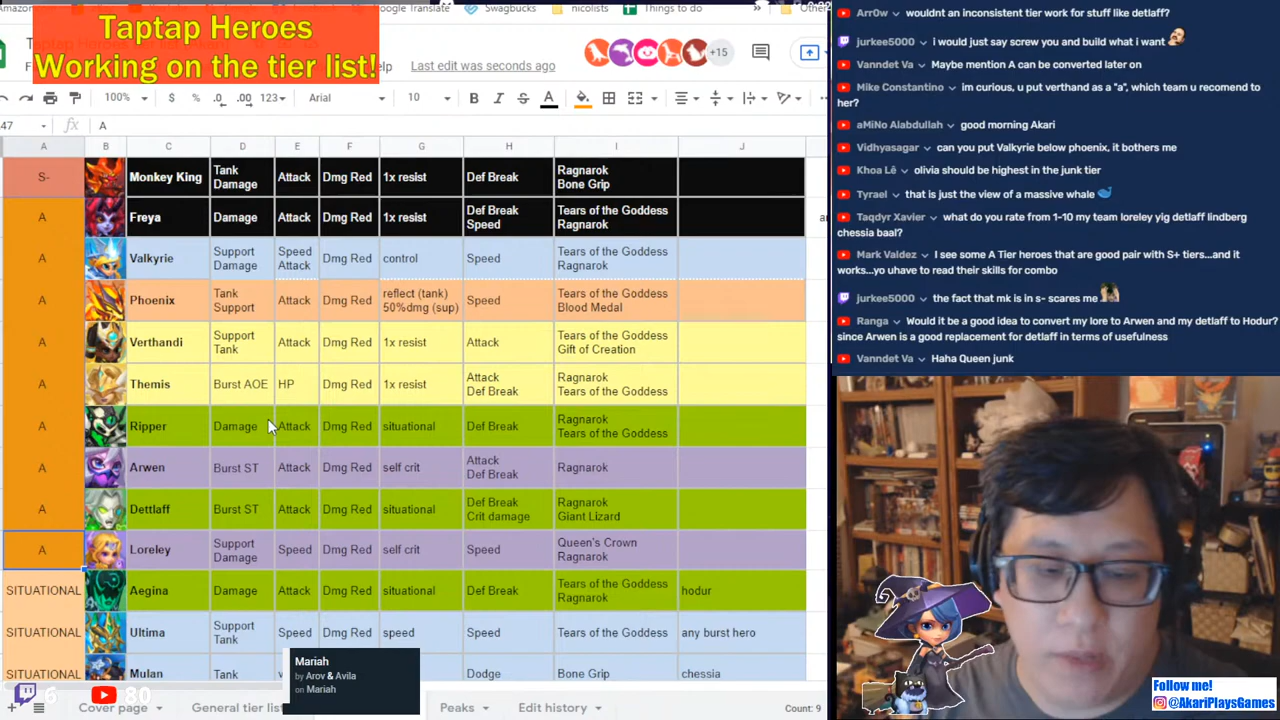 Taptap Heroes
Working on the tier list!
Google Translate
Swagbucks
nicolists
Things to do
Last edit was seconds ago
+15
100%
$
%
.0
.00
123
Arial
10
B
I
S
A
47
fx
A
A
B
C
D
E
F
G
H
I
J
S-
Monkey King
Tank
Damage
Attack
Dmg Red
1x resist
Def Break
Ragnarok
Bone Grip
A
Freya
Damage
Attack
Dmg Red
1x resist
Def Break
Speed
Tears of the Goddess
Ragnarok
A
Valkyrie
Support
Damage
Speed
Attack
Dmg Red
control
Speed
Tears of the Goddess
Ragnarok
A
Phoenix
Tank
Support
Attack
Dmg Red
reflect (tank)
50%dmg (sup)
Speed
Tears of the Goddess
Blood Medal
A
Verthandi
Support
Tank
Attack
Dmg Red
1x resist
Attack
Tears of the Goddess
Gift of Creation
A
Themis
Burst AOE
HP
Dmg Red
1x resist
Attack
Def Break
Ragnarok
Tears of the Goddess
A
Ripper
Damage
Attack
Dmg Red
situational
Def Break
Ragnarok
Tears of the Goddess
A
Arwen
Burst ST
Attack
Dmg Red
self crit
Attack
Def Break
Ragnarok
A
Dettlaff
Burst ST
Attack
Dmg Red
situational
Def Break
Crit damage
Ragnarok
Giant Lizard
A
Loreley
Support
Damage
Speed
Dmg Red
self crit
Speed
Queen's Crown
Ragnarok
SITUATIONAL
Aegina
Damage
Attack
Dmg Red
situational
Def Break
Tears of the Goddess
Ragnarok
hodur
SITUATIONAL
Ultima
Support
Tank
Speed
Dmg Red
speed
Speed
Tears of the Goddess
any burst hero
SITUATIONAL
Mulan
Tank
Dodge
Bone Grip
chessia
Mariah
by Arov & Avila
on Mariah
6
80
Cover page
General tier list
Peaks
Edit history
Count: 9
Arr0w wouldnt an inconsistent tier work for stuff like detlaff?
jurkee5000 i would just say screw you and build what i want
Vanndet Va Maybe mention A can be converted later on
Mike Constantino im curious, u put verthand as a "a", which team u recomend to
her?
aMiNo Alabdullah good morning Akari
Vidhyasagar can you put Valkyrie below phoenix, it bothers me
Khoa Lê olivia should be highest in the junk tier
Tyrael that is just the view of a massive whale
Taqdyr Xavier what do you rate from 1-10 my team loreley yig detlaff lindberg
chessia baal?
Mark Valdez I see some A Tier heroes that are good pair with S+ tiers...and it
works...yo uhave to read their skills for combo
jurkee5000 the fact that mk is in s- scares me
Ranga Would it be a good idea to convert my lore to Arwen and my detlaff to Hodur?
since Arwen is a good replacement for detlaff in terms of usefulness
Vanndet Va Haha Queen junk
Follow me!
@AkariPlaysGames